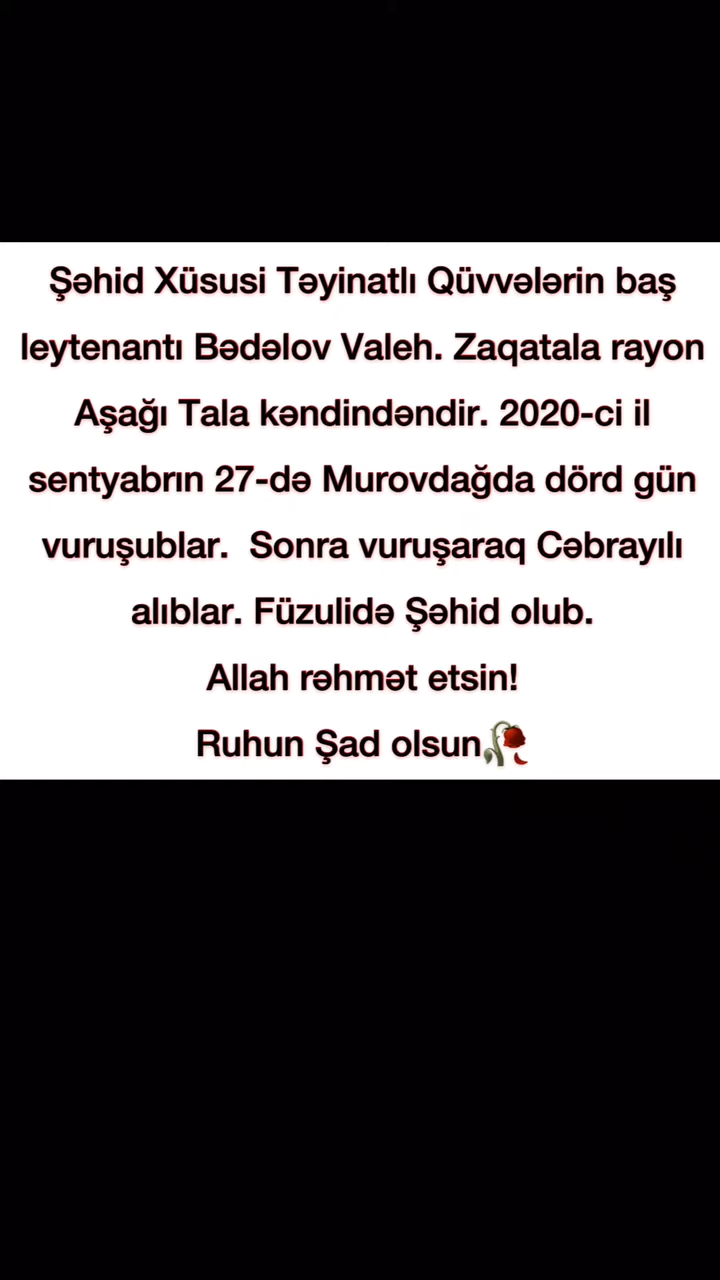 Şəhid Xüsusi Təyinatlı Qüvvələrin baş
leytenantı Bədəlov Valeh. Zaqatala rayon
Aşağı Tala kəndindəndir. 2020-ci il
sentyabrın 27-də Murovdağda dörd gün
vuruşublar.  Sonra vuruşaraq Cəbrayılı
alıblar. Füzulidə Şəhid olub.
Allah rəhmət etsin!
Ruhun Şad olsun🥀